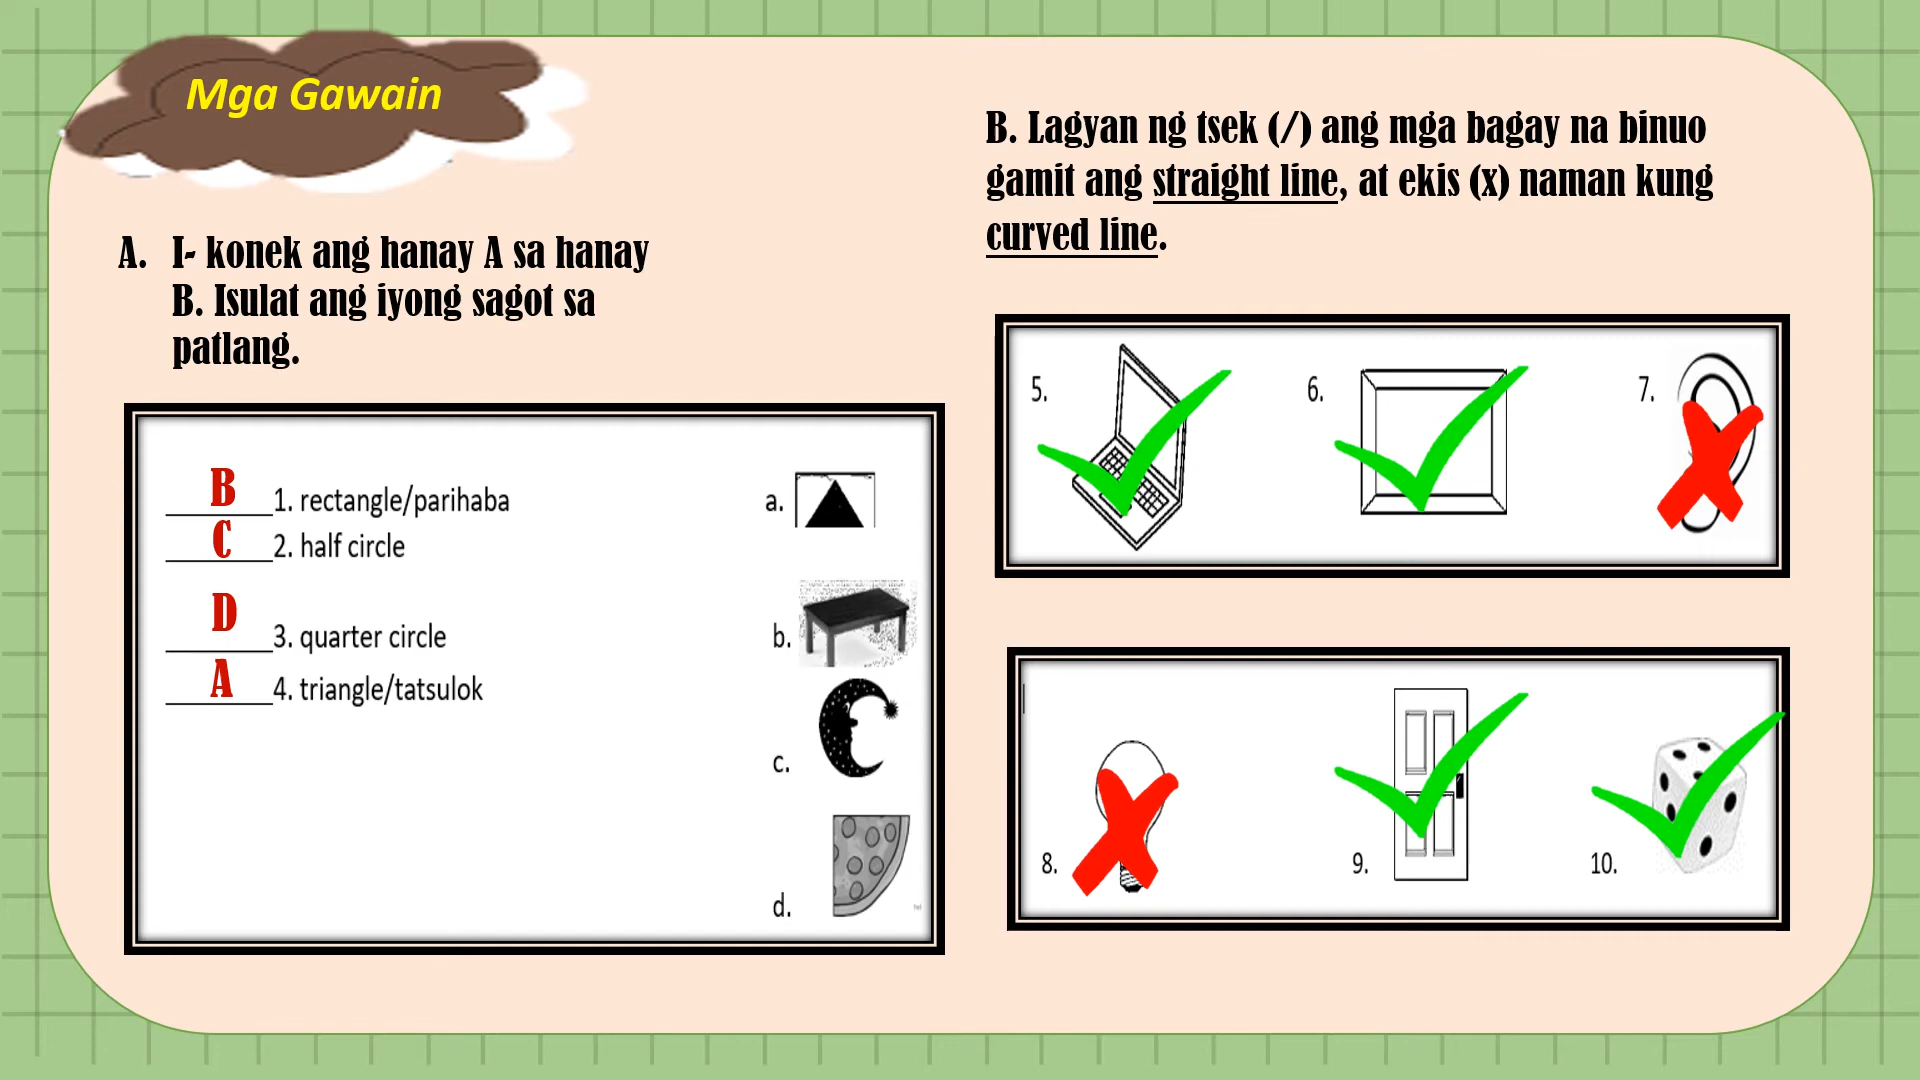 Mga Gawain
A. I- konek ang hanay A sa hanay
B. Isulat ang iyong sagot sa
patlang.
B 1. rectangle/parihaba
C 2. half circle
D 3. quarter circle
A 4. triangle/tatsulok
a.
b.
c.
d.
B. Lagyan ng tsek (/) ang mga bagay na binuo
gamit ang straight line, at ekis (x) naman kung
curved line.
5. 6. 7.
8. 9. 10.